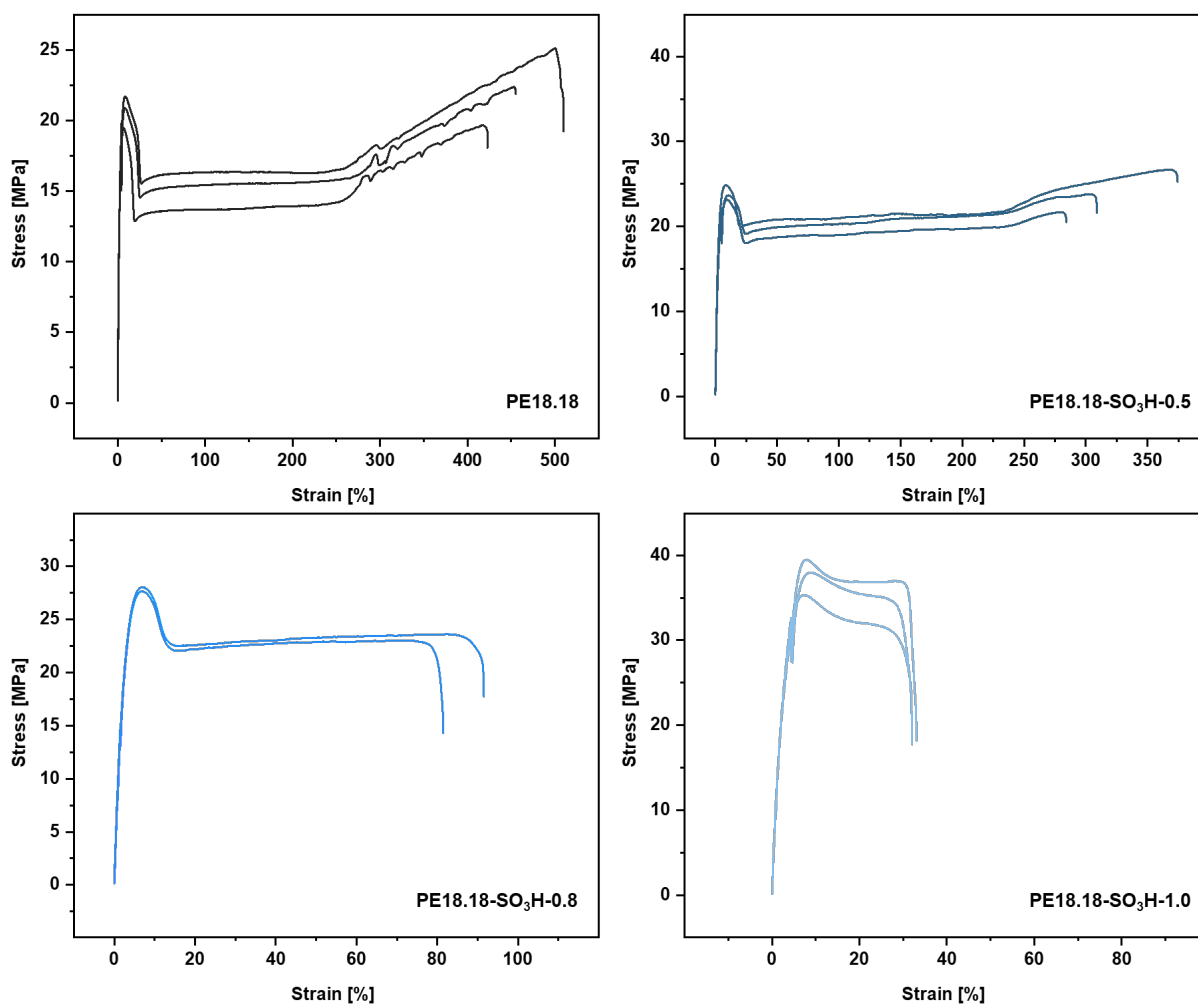 25
20
15
10
5
0
Stress [MPa]
PE18.18
0 100 200 300 400 500
Strain [%]
40
30
20
10
0
Stress [MPa]
PE18.18-SO₃H-0.5
0 50 100 150 200 250 300 350
Strain [%]
30
25
20
15
10
5
0
Stress [MPa]
PE18.18-SO₃H-0.8
0 20 40 60 80 100
Strain [%]
40
30
20
10
0
Stress [MPa]
PE18.18-SO₃H-1.0
0 20 40 60 80
Strain [%]